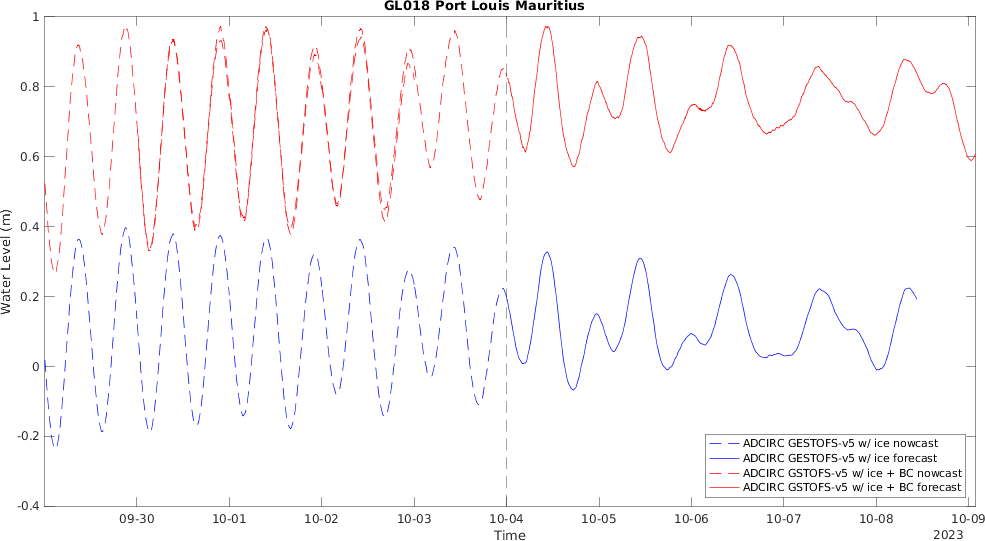 GL018 Port Louis Mauritius
1
0.8
0.6
0.4
0.2
0
-0.2
-0.4
Water Level (m)
ADCIRC GESTOFS-v5 w/ ice nowcast
ADCIRC GESTOFS-v5 w/ ice forecast
ADCIRC GSTOFS-v5 w/ ice + BC nowcast
ADCIRC GSTOFS-v5 w/ ice + BC forecast
09-30 10-01 10-02 10-03 10-04 10-05 10-06 10-07 10-08 10-09
Time
2023